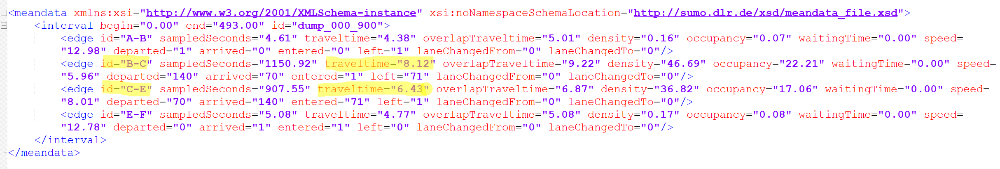 <meandata xmlns:xsi="http://www.w3.org/2001/XMLSchema-instance" xsi:noNamespaceSchemaLocation="http://sumo.dlr.de/xsd/meandata_file.xsd">
<interval begin="0.00" end="493.00" id="dump_000_900">
<edge id="A-B" sampledSeconds="4.61" traveltime="4.38" overlapTraveltime="5.01" density="0.16" occupancy="0.07" waitingTime="0.00" speed=
"12.98" departed="1" arrived="0" entered="0" left="1" laneChangedFrom="0" laneChangedTo="0"/>
<edge id="B-C" sampledSeconds="1150.92" traveltime="8.12" overlapTraveltime="9.22" density="46.69" occupancy="22.21" waitingTime="0.00" speed=
"5.96" departed="140" arrived="70" entered="1" left="71" laneChangedFrom="0" laneChangedTo="0"/>
<edge id="C-E" sampledSeconds="907.55" traveltime="6.43" overlapTraveltime="6.87" density="36.82" occupancy="17.06" waitingTime="0.00" speed=
"8.01" departed="70" arrived="140" entered="71" left="1" laneChangedFrom="0" laneChangedTo="0"/>
<edge id="E-F" sampledSeconds="5.08" traveltime="4.77" overlapTraveltime="5.08" density="0.17" occupancy="0.08" waitingTime="0.00" speed=
"12.78" departed="0" arrived="1" entered="1" left="0" laneChangedFrom="0" laneChangedTo="0"/>
</interval>
</meandata>